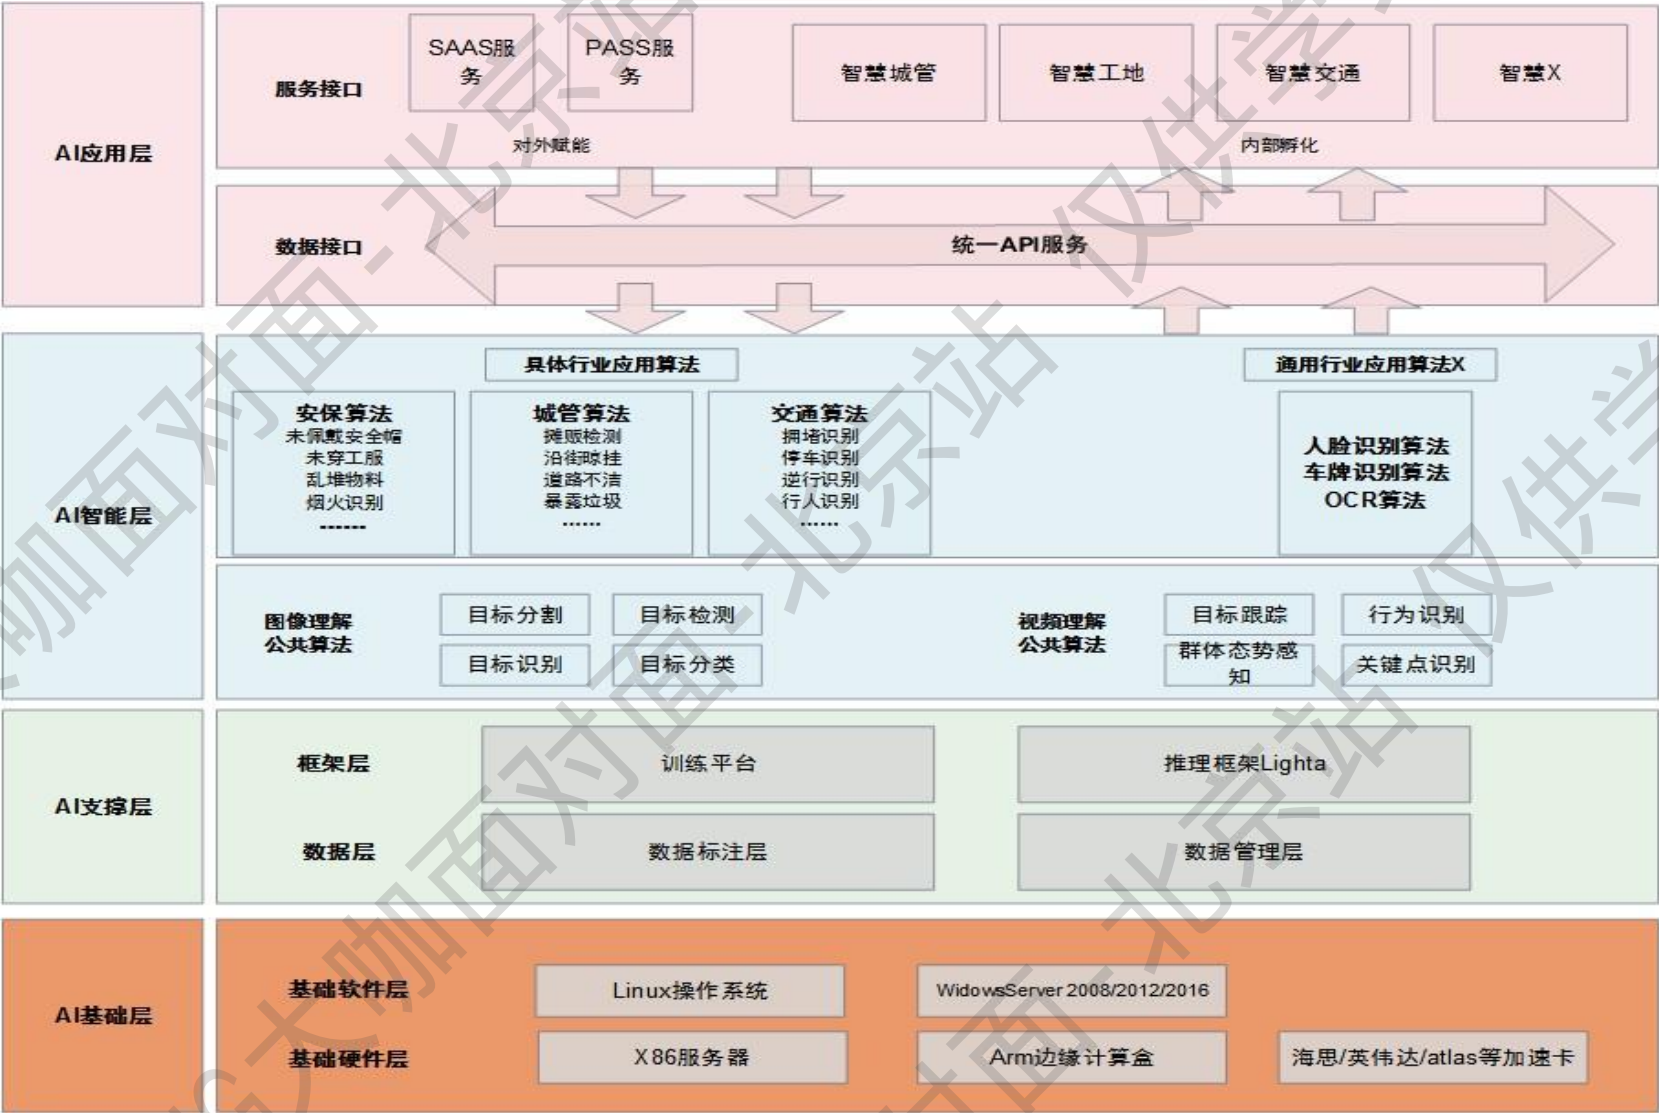 AI应用层
服务接口
SAAS服
务
PASS服
务
对外赋能
智慧城管
智慧工地
智慧交通
智慧X
内部孵化
数据接口
统一API服务
AI智能层
具体行业应用算法
安保算法
未佩戴安全帽
未穿工服
乱堆物料
烟火识别
······
城管算法
摊贩检测
沿街晾挂
道路不洁
暴露垃圾
······
交通算法
拥堵识别
停车识别
逆行识别
行人识别
······
通用行业应用算法X
人脸识别算法
车牌识别算法
OCR算法
图像理解
公共算法
目标分割
目标检测
目标识别
目标分类
视频理解
公共算法
目标跟踪
行为识别
群体态势感
知
关键点识别
AI支撑层
框架层
训练平台
推理框架Lighta
数据层
数据标注层
数据管理层
AI基础层
基础软件层
Linux操作系统
WidowsServer 2008/2012/2016
基础硬件层
X86服务器
Arm边缘计算盒
海思/英伟达/atlas等加速卡
大咖面对面-北京站 仅供学